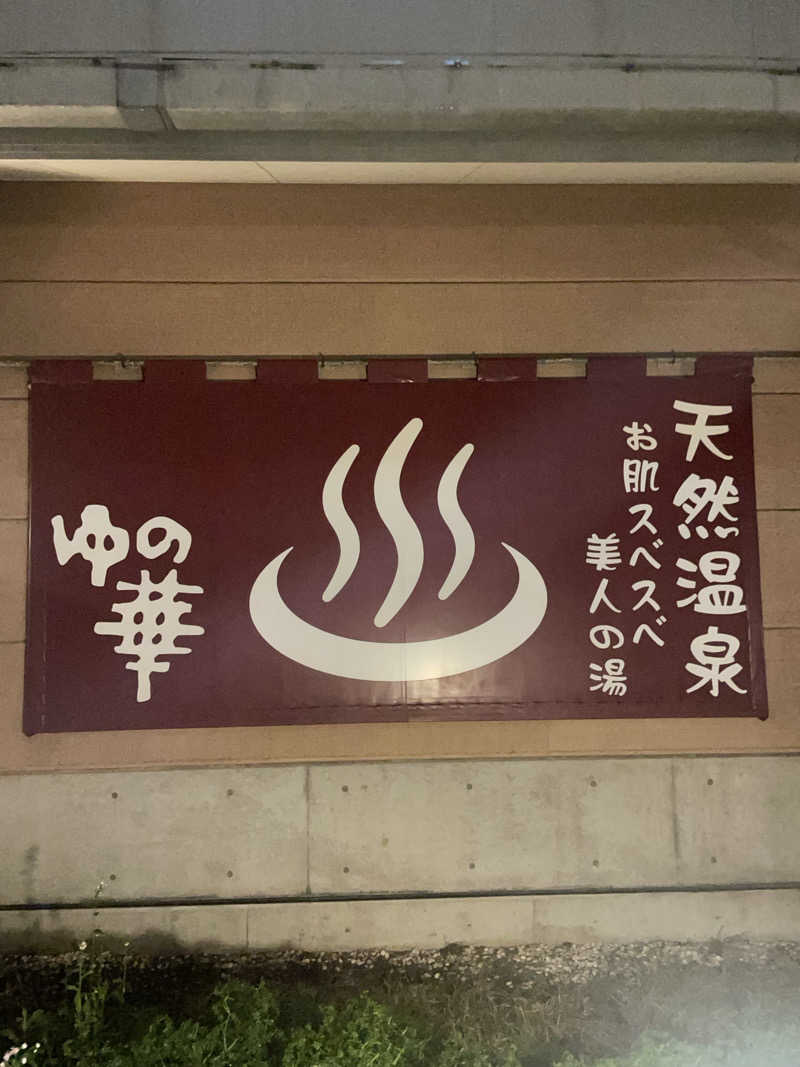 天然温泉
お肌スベスベ
美人の湯
ゆの華